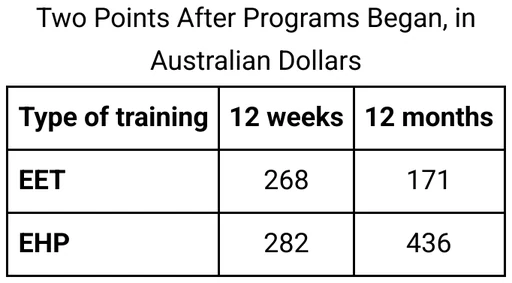 Two Points After Programs Began, in
Australian Dollars
Type of training 12 weeks 12 months
EET 268 171
EHP 282 436